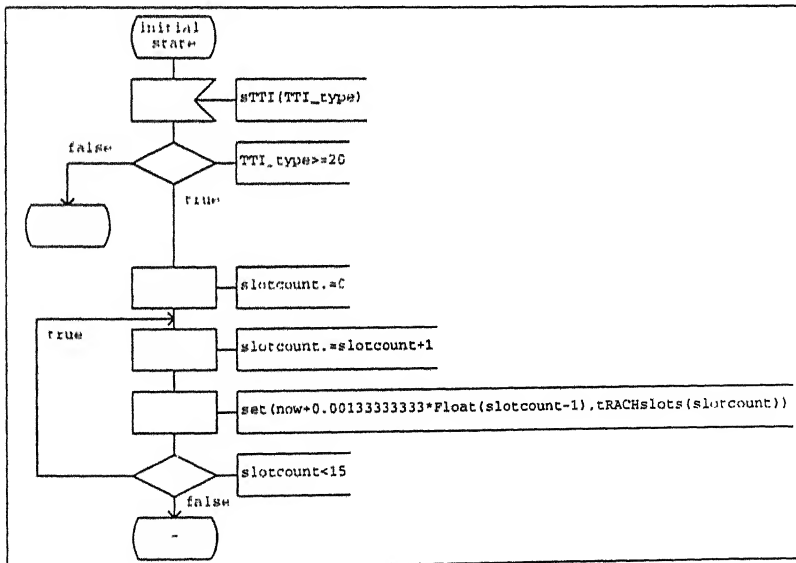 initial
state
sTTI(TTI_type)
false
TTI_type>=20
true
slotcount:=0
true
slotcount:=slotcount+1
set(now+0.00133333333*Float(slotcount-1),tRACHslots(slotcount))
slotcount<15
false
-